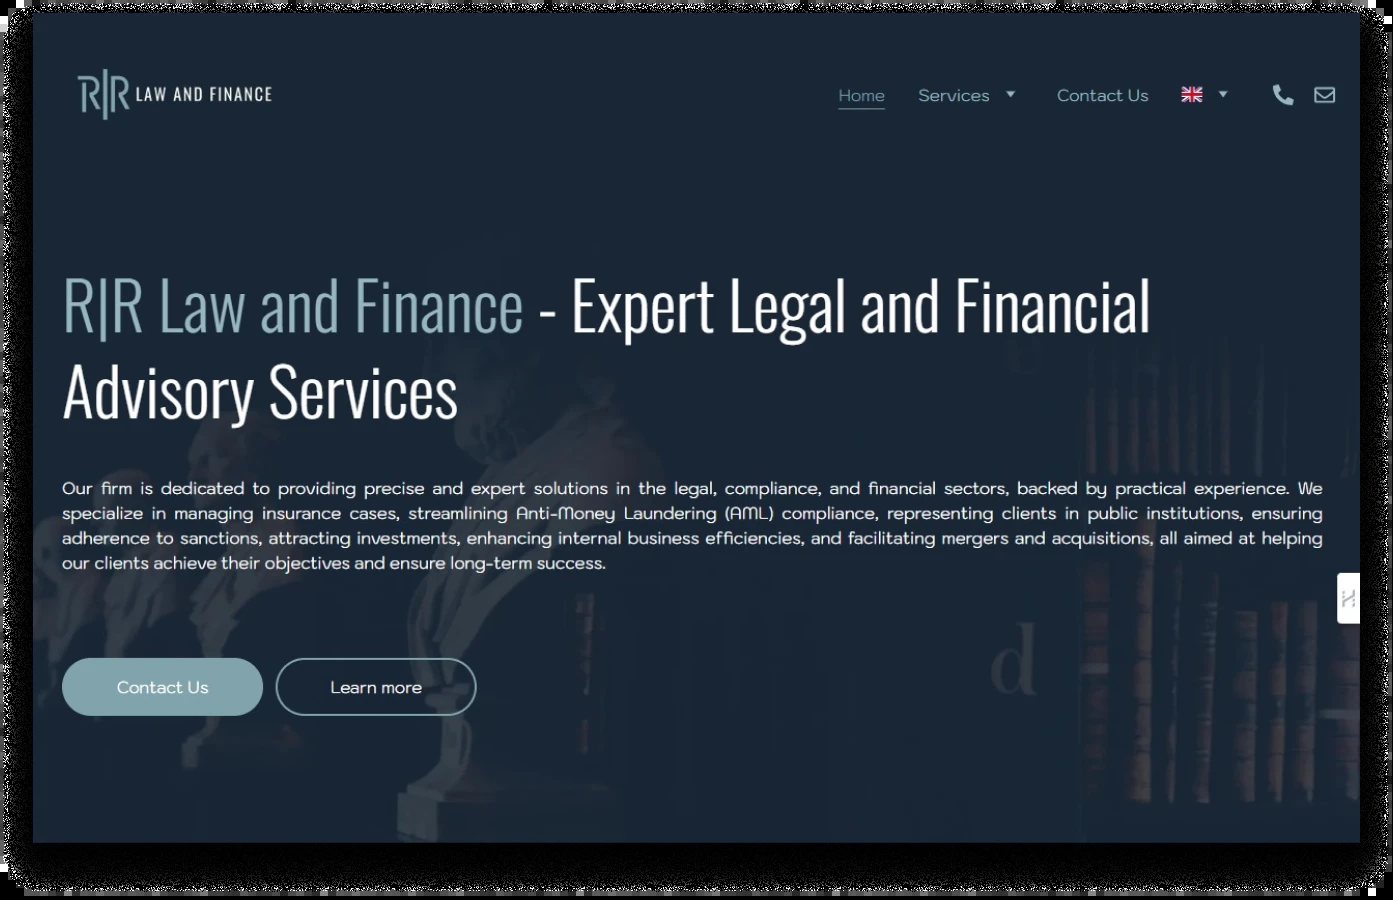 R|R LAW AND FINANCE
Home Services Contact Us
R|R Law and Finance - Expert Legal and Financial
Advisory Services
Our firm is dedicated to providing precise and expert solutions in the legal, compliance, and financial sectors, backed by practical experience. We
specialize in managing insurance cases, streamlining Anti-Money Laundering (AML) compliance, representing clients in public institutions, ensuring
adherence to sanctions, attracting investments, enhancing internal business efficiencies, and facilitating mergers and acquisitions, all aimed at helping
our clients achieve their objectives and ensure long-term success.
d
Contact Us Learn more